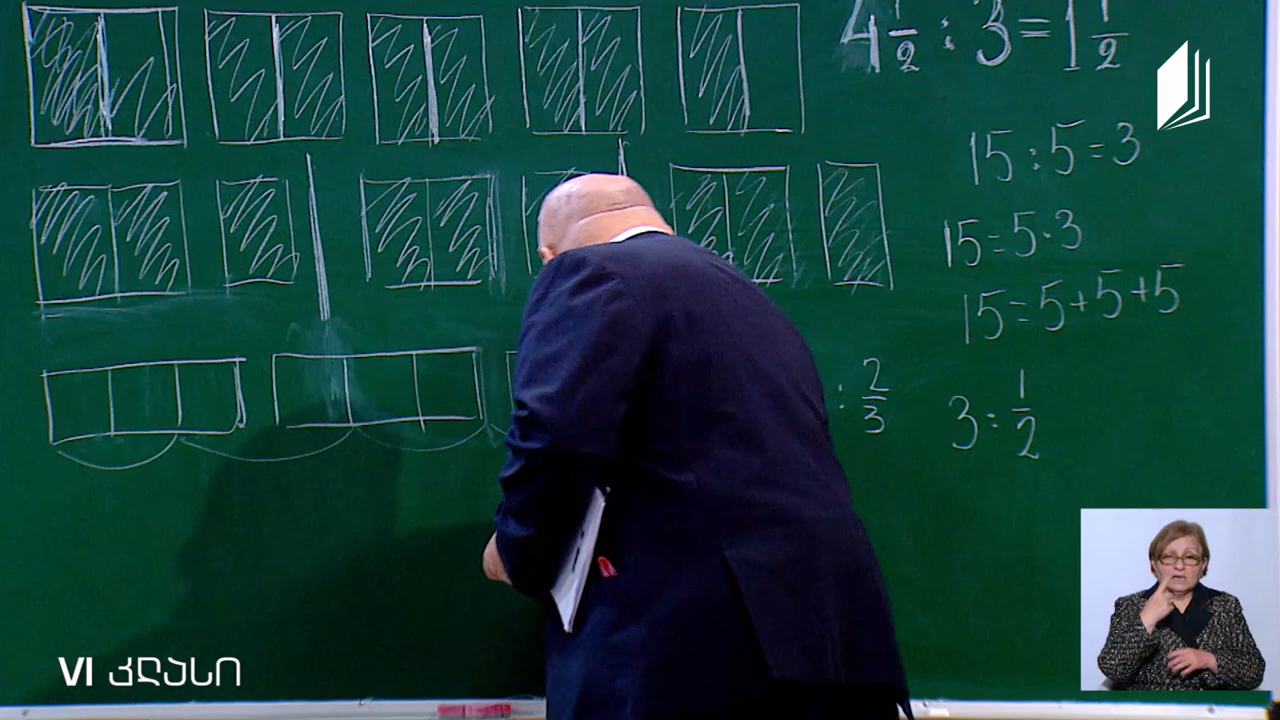 4 1/2 : 3 = 1 1/2
15 : 5 = 3
15 = 5 · 3
15 = 5 + 5 + 5
: 2/3
3 : 1/2
VI კლასი